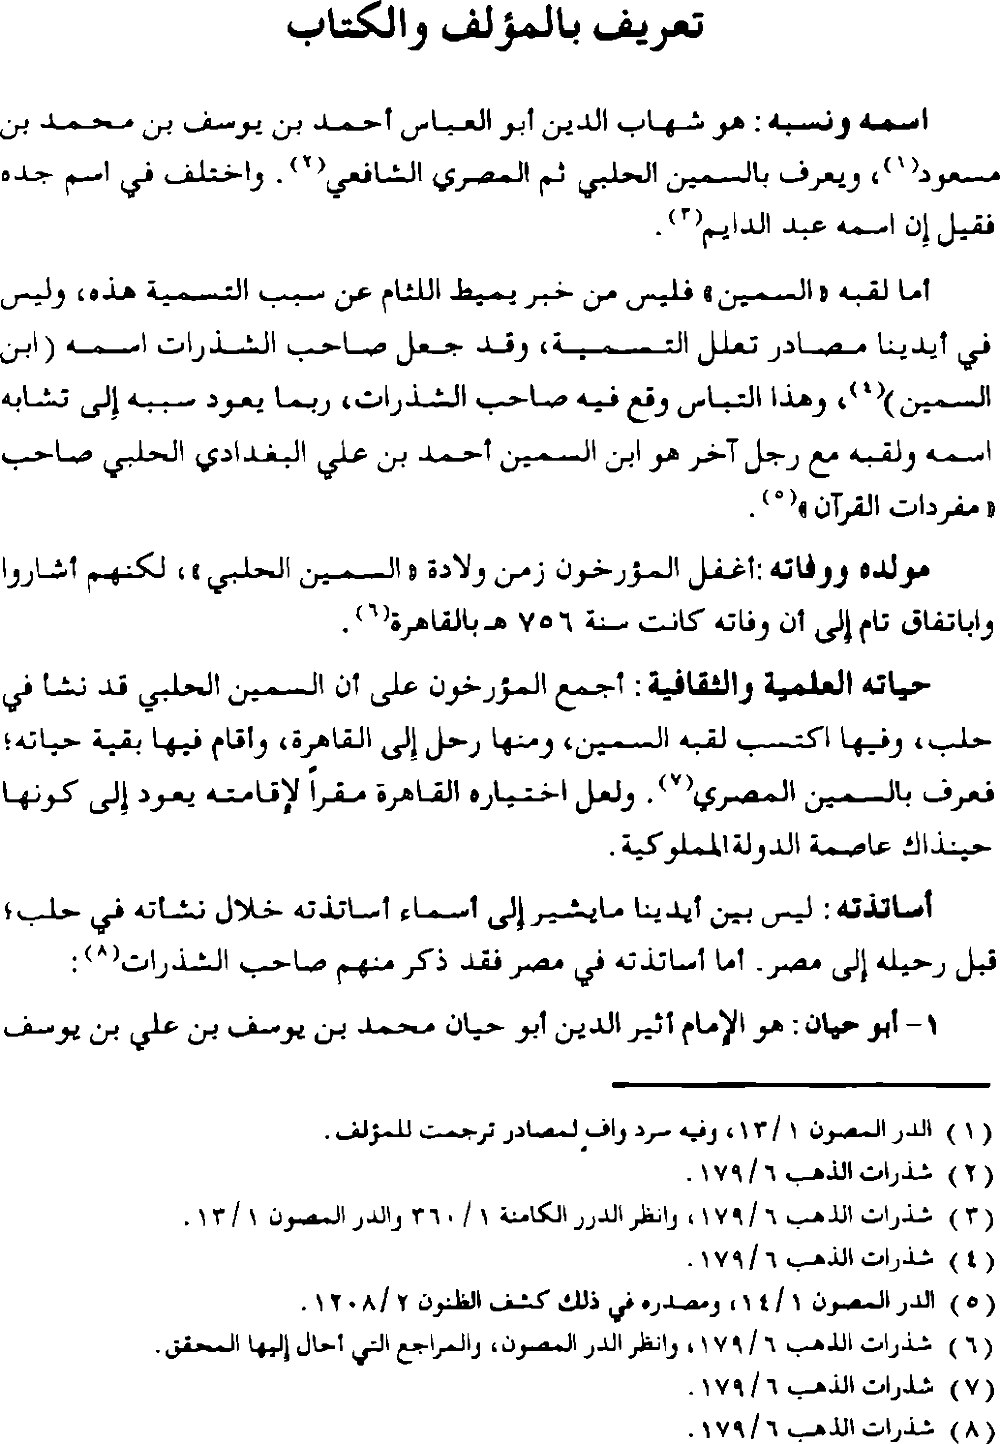 تعريف بالمؤلف والكتاب
اسمه ونسبه : هو شهاب الدين أبو العباس أحمد بن يوسف بن محمد بن
مسعود(١)، ويعرف بالسمين الحلبي ثم المصري الشافعي(٢). واختلف في اسم جده
فقيل إن اسمه عبد الدايم(٣).
أما لقبه «السمين» فليس من خبر يميط اللثام عن سبب التسمية هذه، وليس
في أيدينا مصادر تعلل التسمية، وقد جعل صاحب الشذرات اسمه (ابن
السمين)(٤)، وهذا التباس وقع فيه صاحب الشذرات، ربما يعود سببه إلى تشابه
اسمه ولقبه مع رجل آخر هو ابن السمين أحمد بن علي البغدادي الحلبي صاحب
«مفردات القرآن»(٥).
مولده ووفاته :أغفل المؤرخون زمن ولادة «السمين الحلبي»، لكنهم أشاروا
واباتفاق تام إلى أن وفاته كانت سنة ٧٥٦ هـ بالقاهرة(٦).
حياته العلمية والثقافية : أجمع المؤرخون على أن السمين الحلبي قد نشأ في
حلب، وفيها اكتسب لقبه السمين، ومنها رحل إلى القاهرة، وأقام فيها بقية حياته؛
فعرف بالسمين المصري(٧). ولعل اختياره القاهرة مقراً لإقامته يعود إلى كونها
حينذاك عاصمة الدولة المملوكية.
أساتذته : ليس بين أيدينا مايشير إلى أسماء أساتذته خلال نشأته في حلب؛
قبل رحيله إلى مصر. أما أساتذته في مصر فقد ذكر منهم صاحب الشذرات(٨):
١- أبو حيان : هو الإمام أثير الدين أبو حيان محمد بن يوسف بن علي بن يوسف
(١) الدر المصون ١/ ١٣، وفيه سرد وافٍ لمصادر ترجمت للمؤلف.
(٢) شذرات الذهب ٦/ ١٧٩.
(٣) شذرات الذهب ٦/ ١٧٩، وانظر الدرر الكامنة ١/ ٣٦٠ والدر المصون ١/ ١٣.
(٤) شذرات الذهب ٦/ ١٧٩.
(٥) الدر المصون ١/ ١٤، ومصدره في ذلك كشف الظنون ٢/ ١٢٠٨.
(٦) شذرات الذهب ٦/ ١٧٩، وانظر الدر المصون، والمراجع التي أحال إليها المحقق.
(٧) شذرات الذهب ٦/ ١٧٩.
(٨) شذرات الذهب ٦/ ١٧٩.